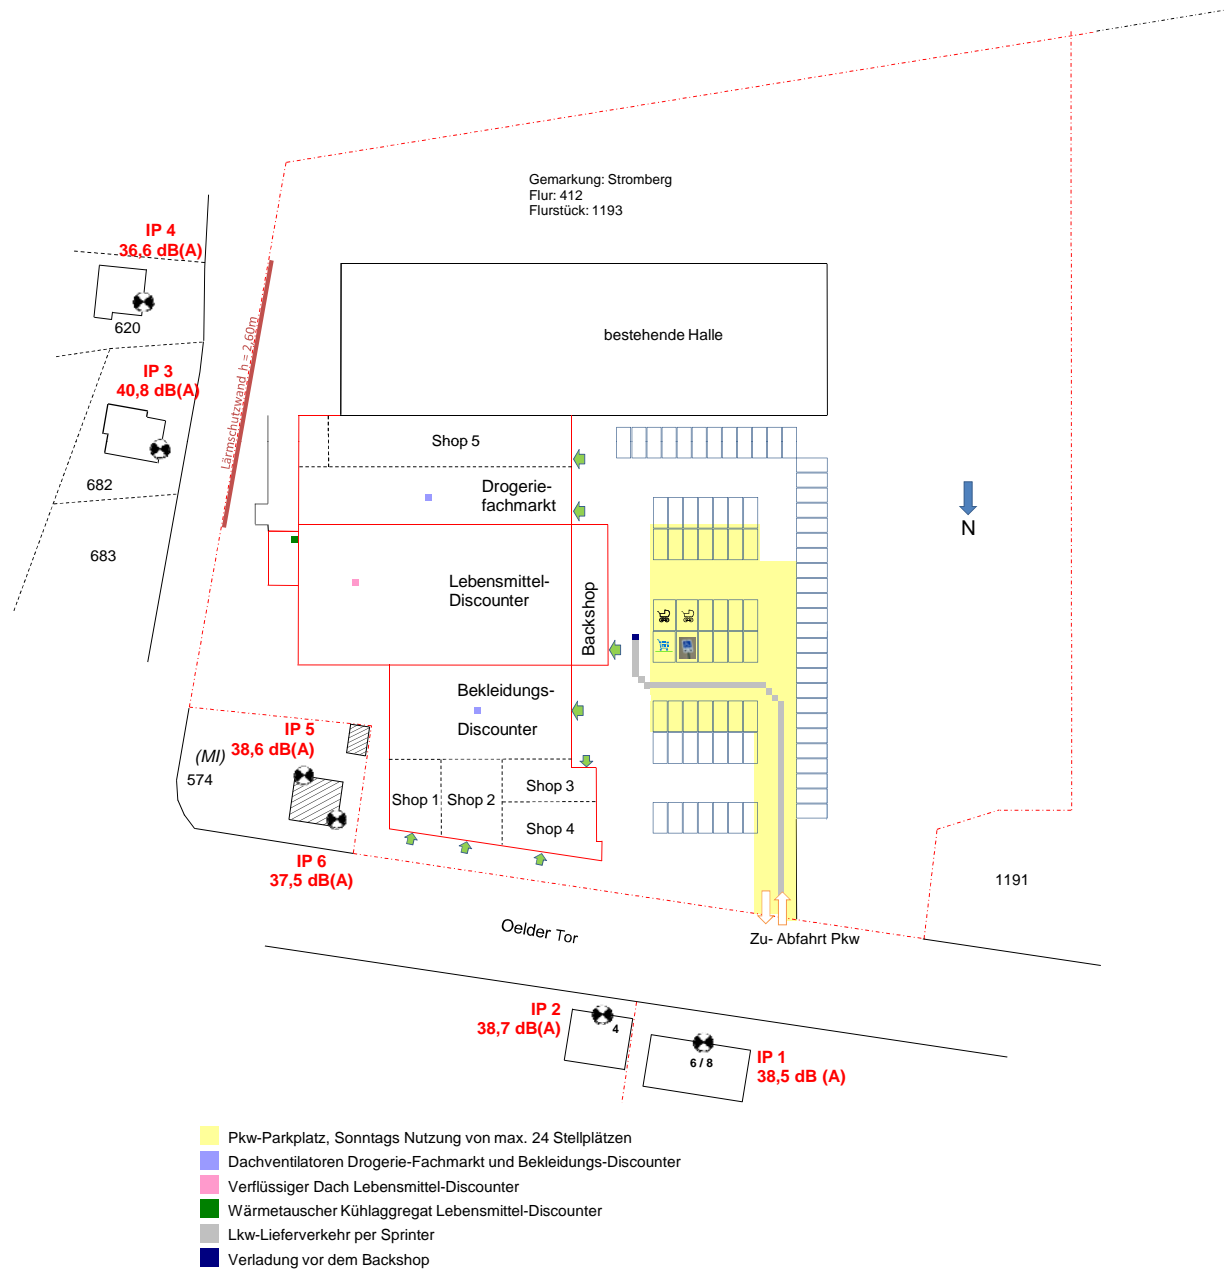 Gemarkung: Stromberg
Flur: 412
Flurstück: 1193
IP 4
36,6 dB(A)
620
bestehende Halle
Lärmschutzwand h = 2,60m
IP 3
40,8 dB(A)
682
683
Shop 5
Drogerie-
fachmarkt
N
Lebensmittel-
Discounter
Backshop
Bekleidungs-
Discounter
IP 5
38,6 dB(A)
(MI)
574
Shop 1
Shop 2
Shop 3
Shop 4
IP 6
37,5 dB(A)
1191
Oelder Tor
Zu- Abfahrt Pkw
IP 2
38,7 dB(A)
4
6 / 8
IP 1
38,5 dB (A)
Pkw-Parkplatz, Sonntags Nutzung von max. 24 Stellplätzen
Dachventilatoren Drogerie-Fachmarkt und Bekleidungs-Discounter
Verflüssiger Dach Lebensmittel-Discounter
Wärmetauscher Kühlaggregat Lebensmittel-Discounter
Lkw-Lieferverkehr per Sprinter
Verladung vor dem Backshop